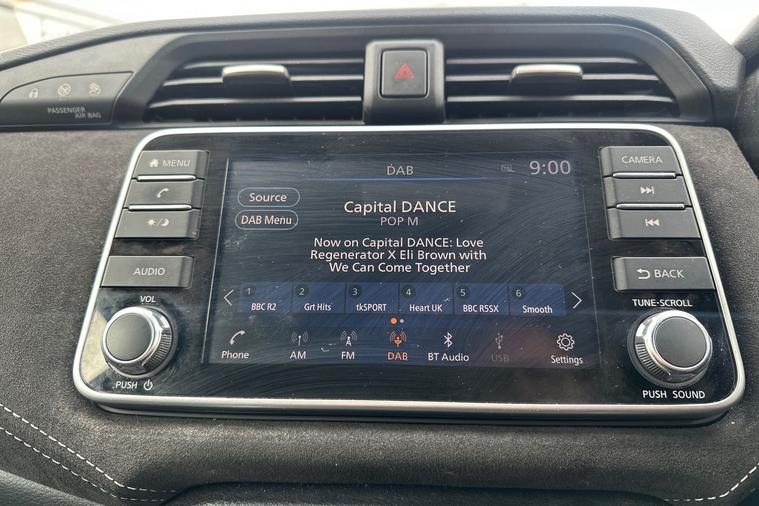 PASSENGER
AIR BAG
MENU
AUDIO
VOL
PUSH
DAB
9:00
Source
DAB Menu
Capital DANCE
POP M
Now on Capital DANCE: Love
Regenerator X Eli Brown with
We Can Come Together
1 BBC R2
2 Grt Hits
3 tkSPORT
4 Heart UK
5 BBC R5SX
6 Smooth
Phone
AM
FM
DAB
BT Audio
USB
Settings
CAMERA
BACK
TUNE·SCROLL
PUSH SOUND